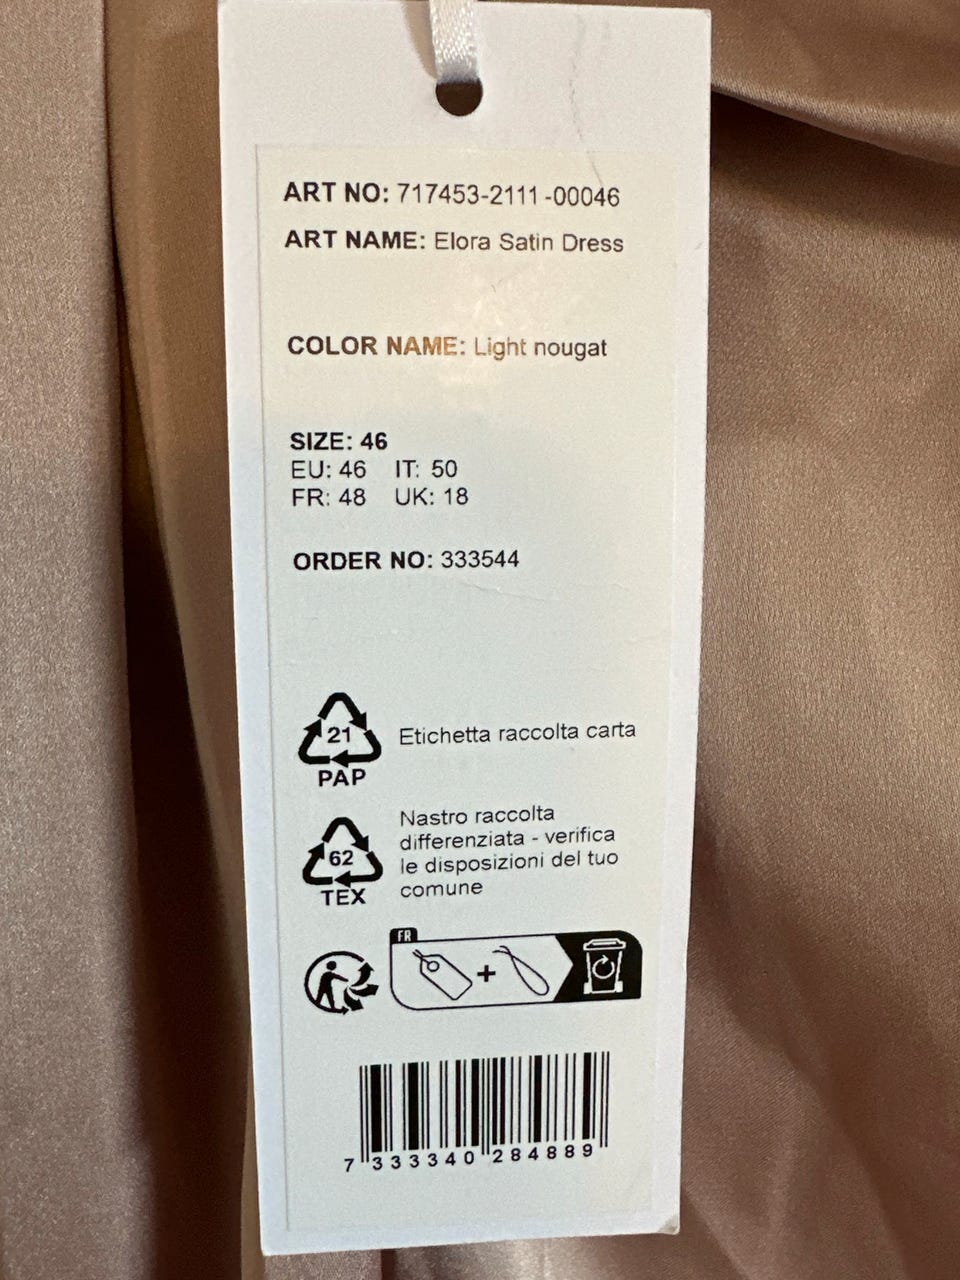 ART NO: 717453-2111-00046
ART NAME: Elora Satin Dress
COLOR NAME: Light nougat
SIZE: 46
EU: 46 IT: 50
FR: 48 UK: 18
ORDER NO: 333544
21
PAP
Etichetta raccolta carta
62
TEX
Nastro raccolta
differenziata - verifica
le disposizioni del tuo
comune
FR
+
7 333340 284889